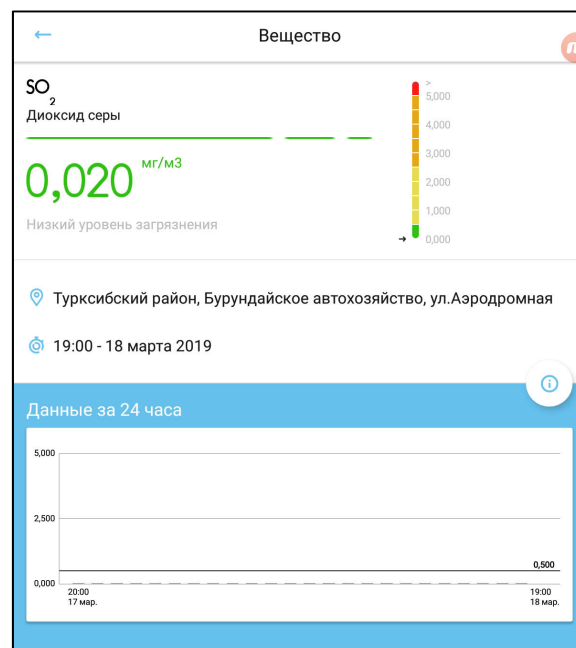 Вещество
SO2
Диоксид серы
0,020 мг/м3
Низкий уровень загрязнения
>
5,000
4,000
3,000
2,000
1,000
0,000
Турксибский район, Бурундайское автохозяйство, ул.Аэродромная
19:00 - 18 марта 2019
Данные за 24 часа
5,000
2,500
0,500
0,000
20:00
17 мар.
19:00
18 мар.